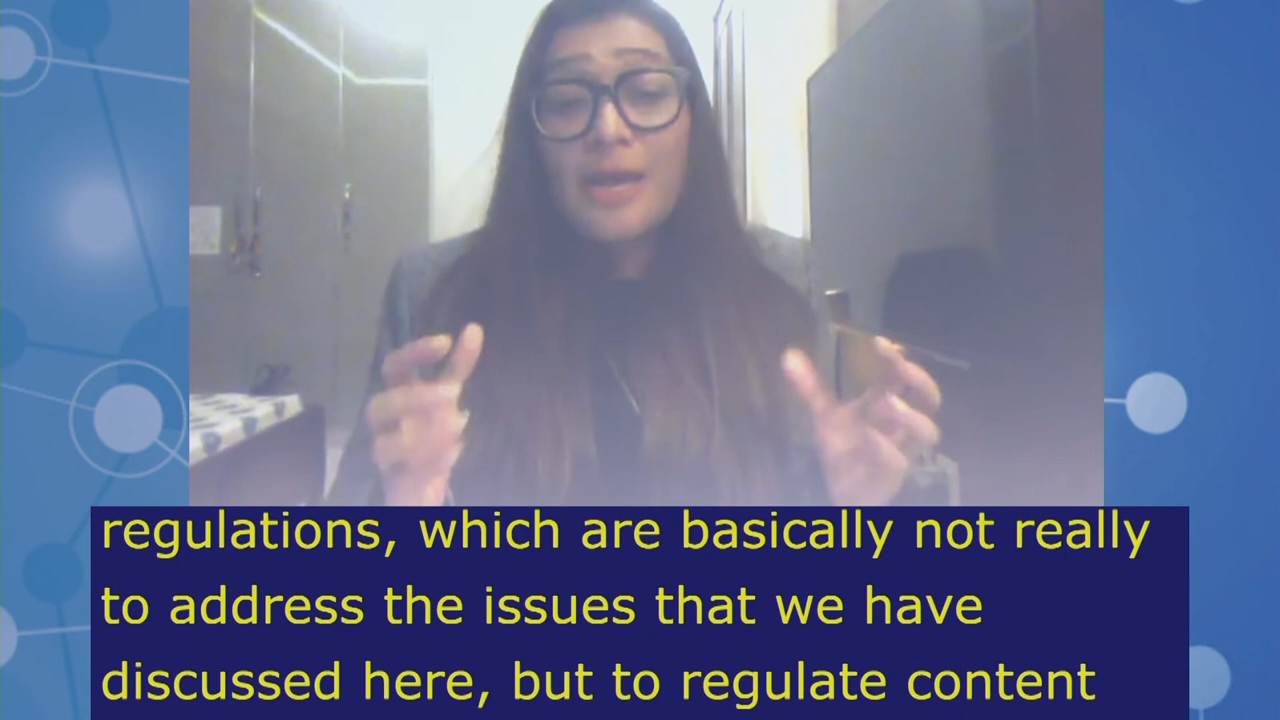 regulations, which are basically not really
to address the issues that we have
discussed here, but to regulate content